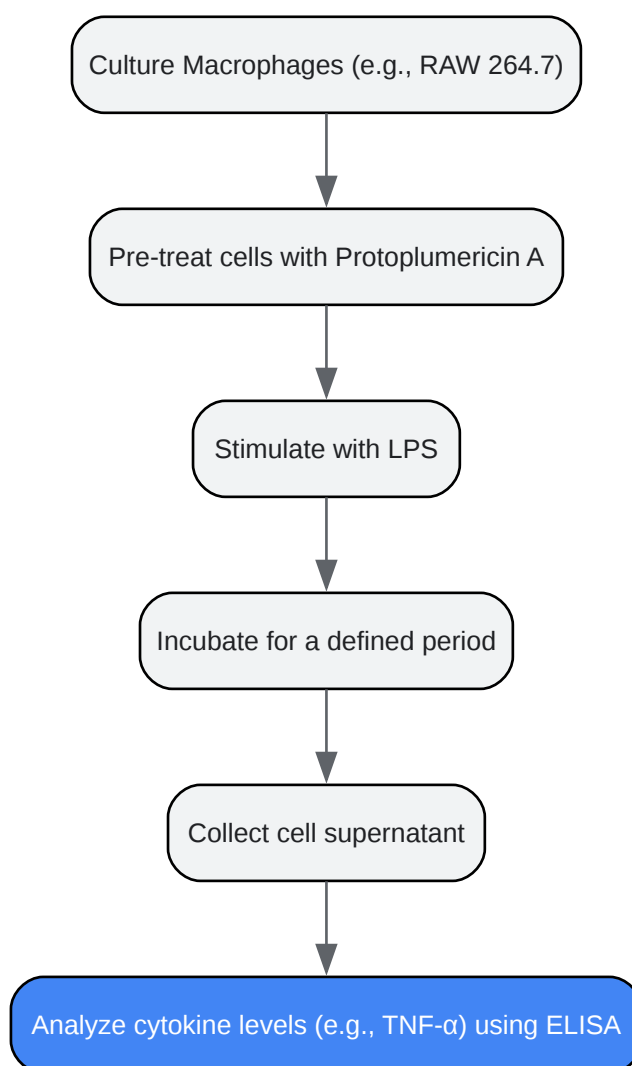 Culture Macrophages (e.g., RAW 264.7)
Pre-treat cells with Protoplumericin A
Stimulate with LPS
Incubate for a defined period
Collect cell supernatant
Analyze cytokine levels (e.g., TNF-α) using ELISA